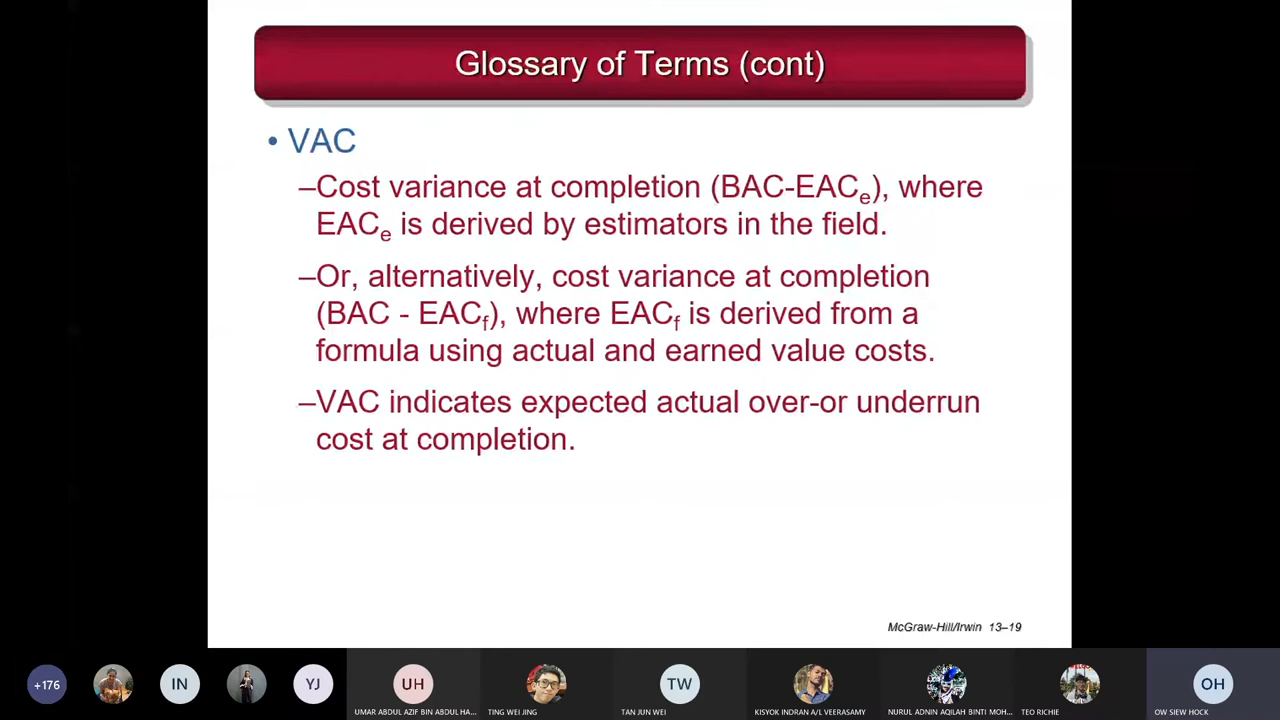 Glossary of Terms (cont)
• VAC
–Cost variance at completion (BAC-EACe), where
EACe is derived by estimators in the field.
–Or, alternatively, cost variance at completion
(BAC - EACf), where EACf is derived from a
formula using actual and earned value costs.
–VAC indicates expected actual over-or underrun
cost at completion.
McGraw-Hill/Irwin 13–19
+176
IN
YJ
UH
TW
OH
UMAR ABDUL AZIF BIN ABDUL HA...
TING WEI JING
TAN JUN WEI
KISYOK INDRAN A/L VEERASAMY
NURUL ADNIN AQILAH BINTI MOH...
TEO RICHIE
OW SIEW HOCK